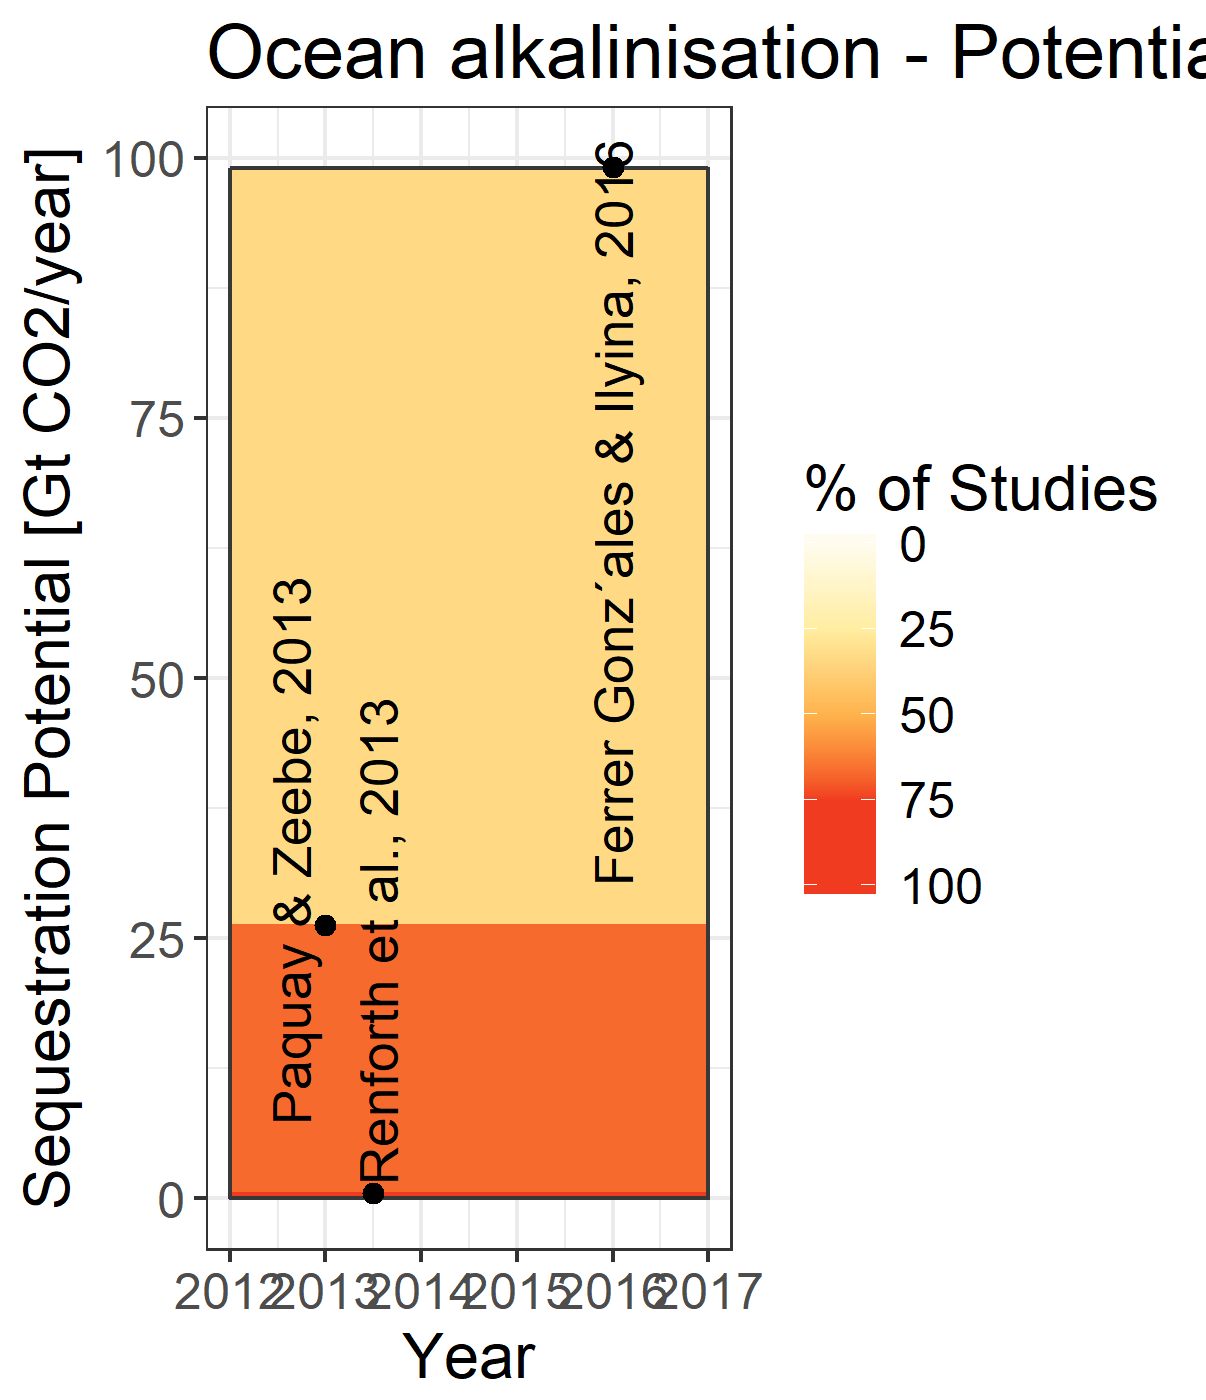 Ocean alkalinisation - Potentia
Sequestration Potential [Gt CO2/year]
100
75
50
25
0
Paquay & Zeebe, 2013
Renforth et al., 2013
Ferrer Gonz´ales & Ilyina, 2016
2012 2013 2014 2015 2016 2017
Year
% of Studies
0
25
50
75
100